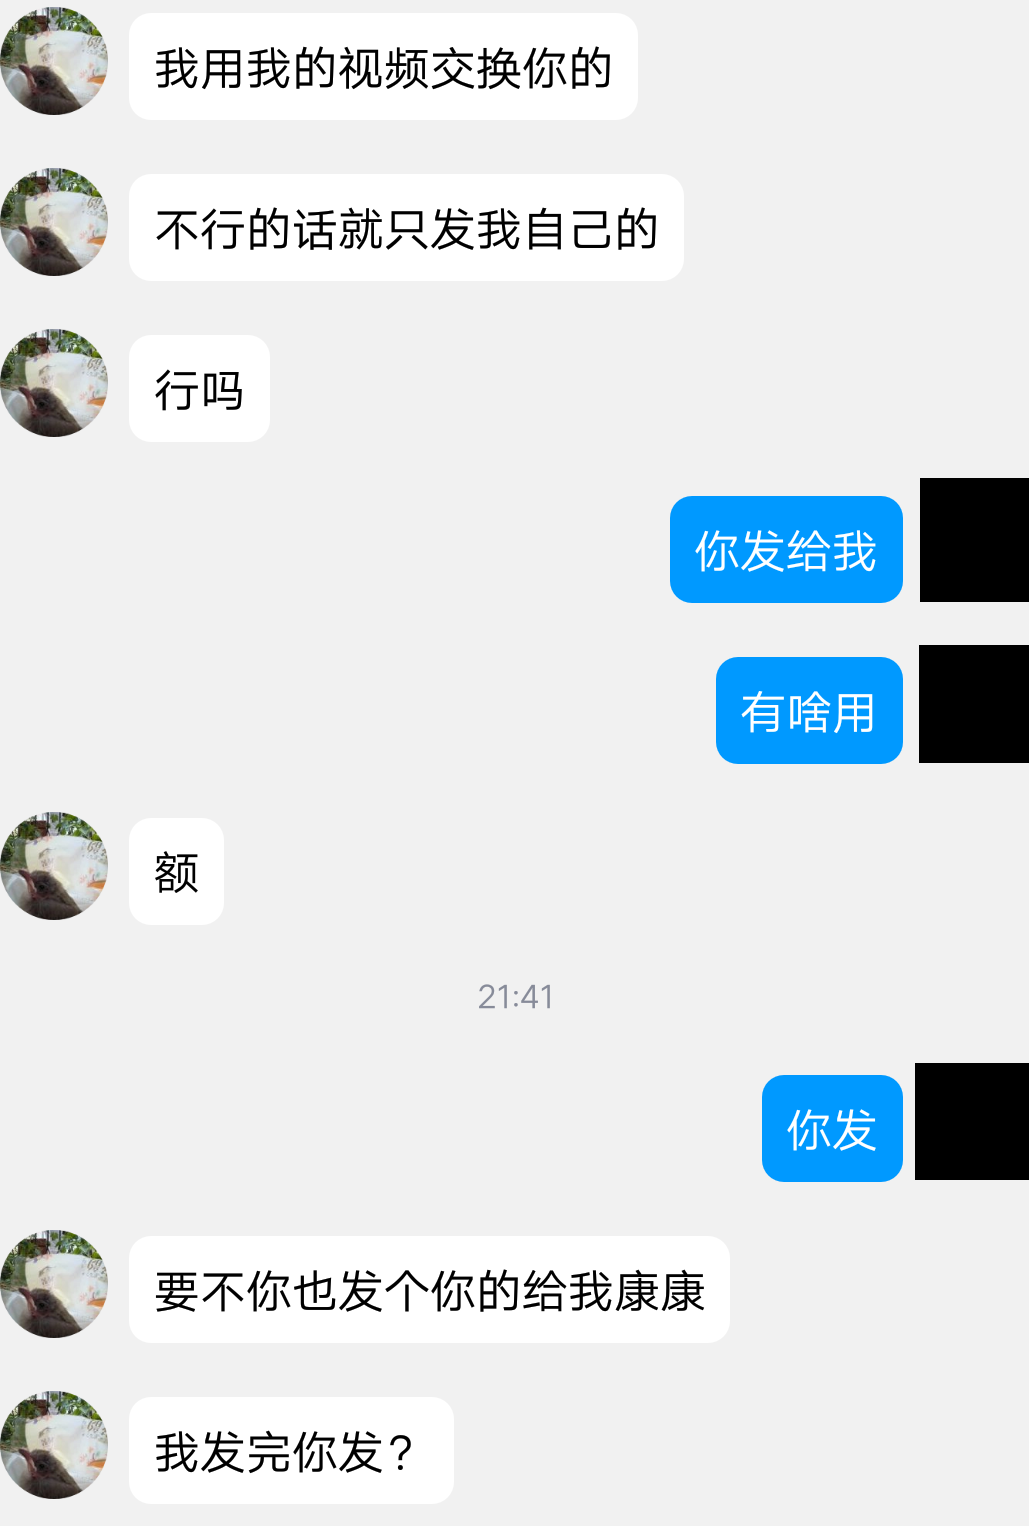 我用我的视频交换你的
不行的话就只发我自己的
行吗
你发给我
有啥用
额
21:41
你发
要不你也发个你的给我康康
我发完你发？